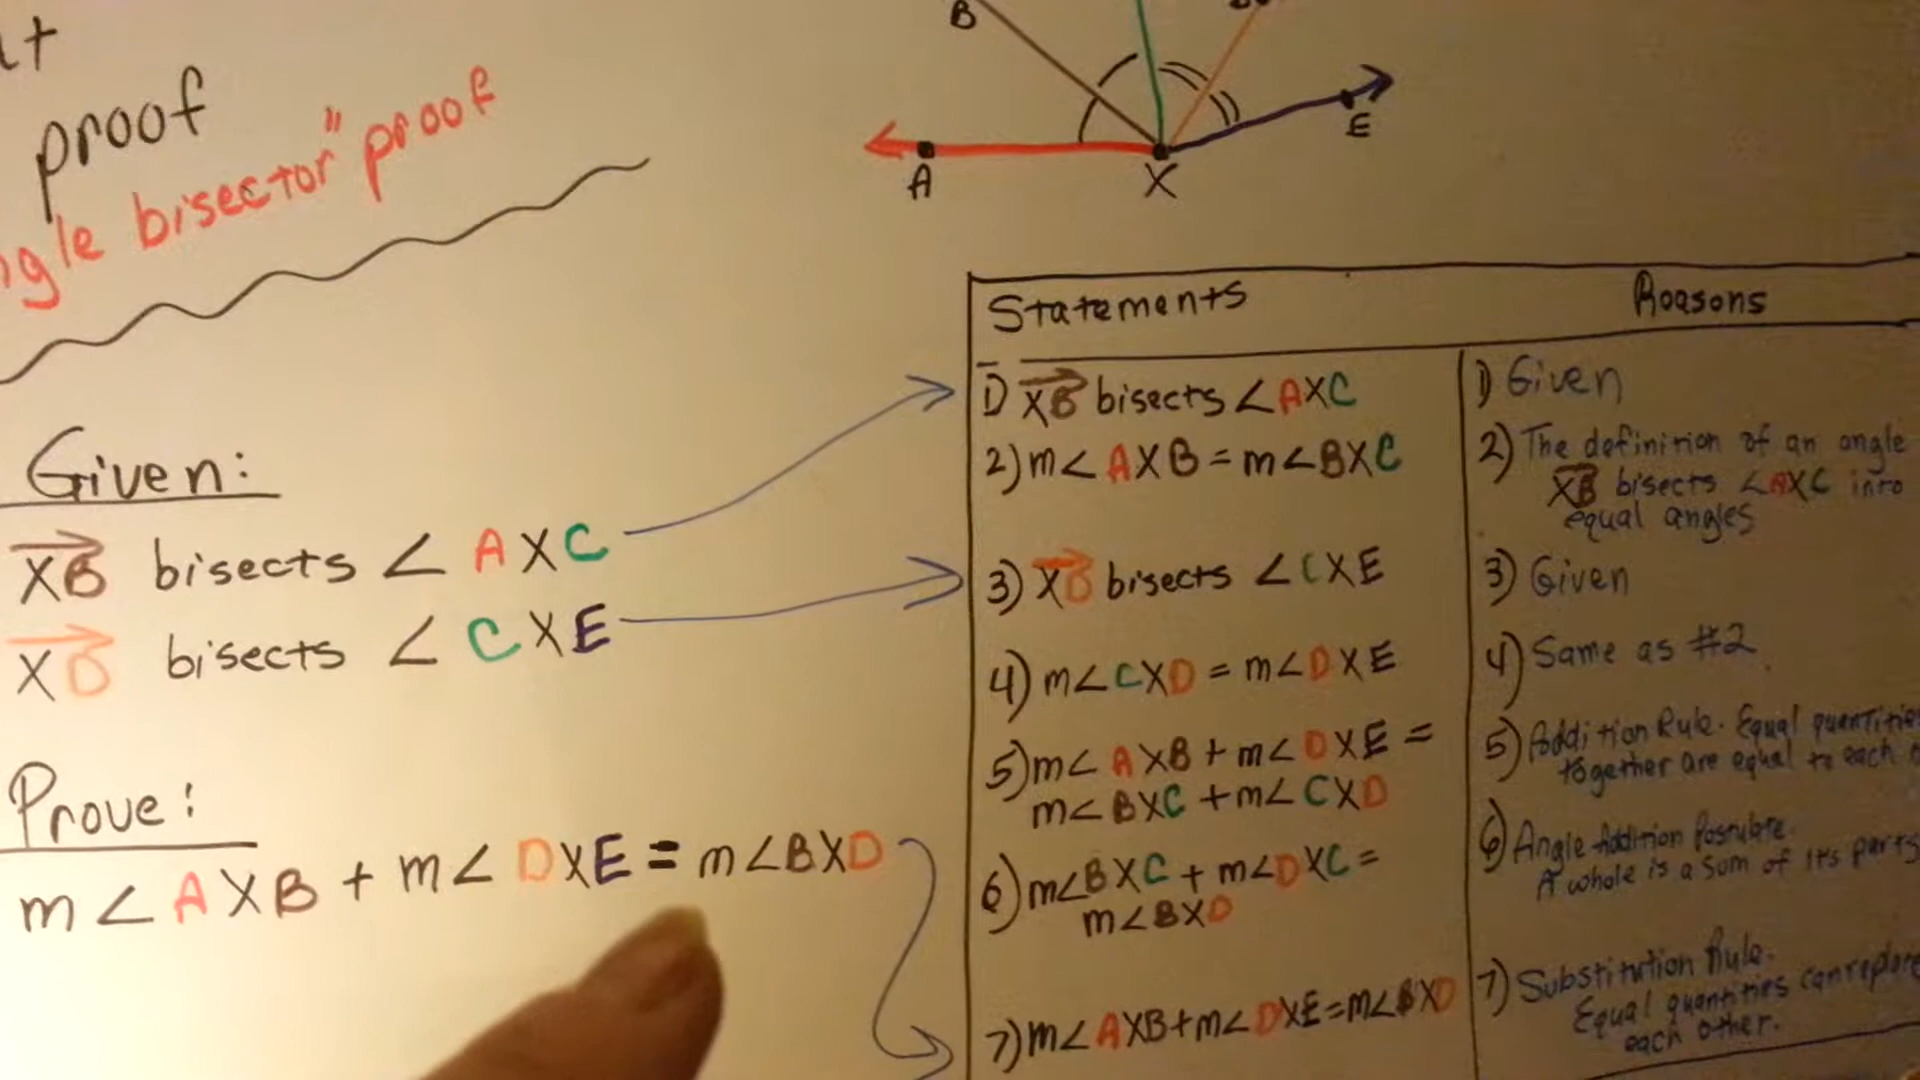 proof
bisector" proof
B
A
X
E
Given:
XB bisects ∠AXC
XD bisects ∠CXE
Prove:
m∠AXB + m∠DXE = m∠BXD
Statements
Reasons
1) XB bisects ∠AXC
1) Given
2) m∠AXB = m∠BXC
2) The definition of an angle
XB bisects ∠AXC into
equal angles
3) XD bisects ∠CXE
3) Given
4) m∠CXD = m∠DXE
4) Same as #2.
5) m∠AXB + m∠DXE =
m∠BXC + m∠CXD
5) Addition Rule. Equal
together are equal to each
6) m∠BXC + m∠DXC =
m∠BXD
6) Angle Addition Postulate.
A whole is a sum of its parts
7) m∠AXB + m∠DXE = m∠BXD
7) Substitution Rule.
Equal quantities can
each other.